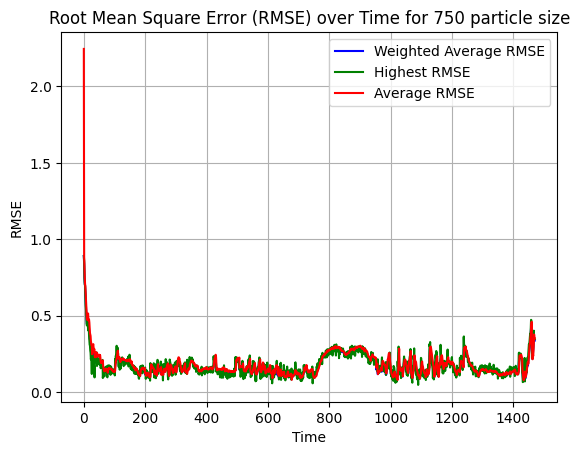 Root Mean Square Error (RMSE) over Time for 750 particle size
Weighted Average RMSE
Highest RMSE
Average RMSE
2.0
1.5
1.0
0.5
0.0
RMSE
0 200 400 600 800 1000 1200 1400
Time